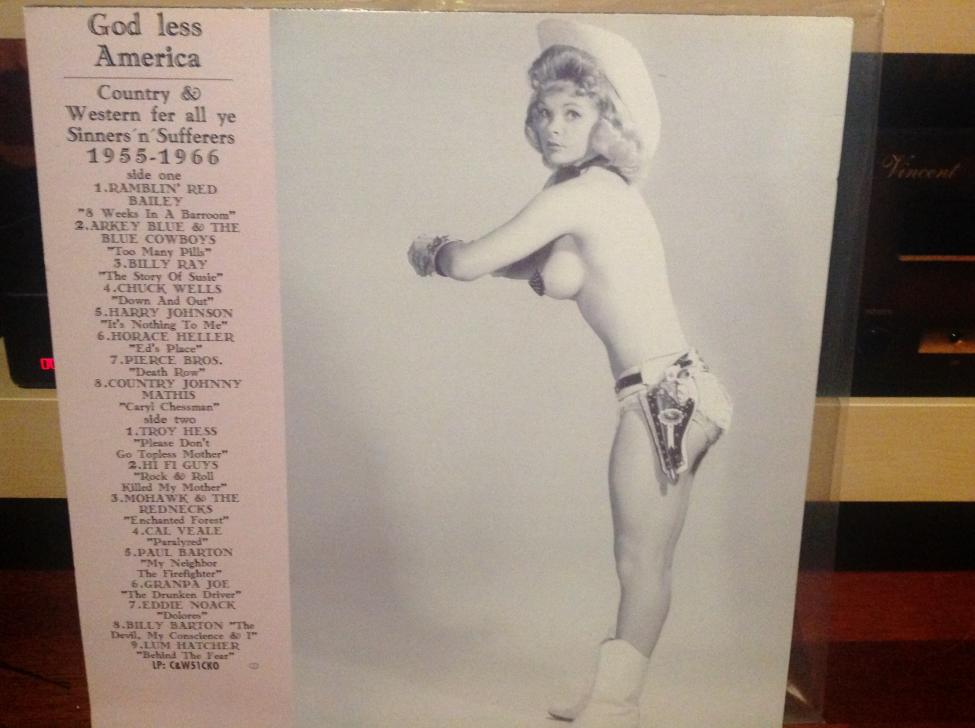 God less
America
Country &
Western fer all ye
Sinners'n'Sufferers
1955-1966
side one
1.RAMBLIN' RED
BAILEY
"8 Weeks In A Barroom"
2.ARKEY BLUE & THE
BLUE COWBOYS
"Too Many Pills"
3.BILLY RAY
"The Story Of Susie"
4.CHUCK WELLS
"Down And Out"
5.HARRY JOHNSON
"It's Nothing To Me"
6.HORACE HELLER
"Ed's Place"
7.PIERCE BROS.
"Death Row"
8.COUNTRY JOHNNY
MATHIS
"Caryl Chessman"
side two
1.TROY HESS
"Please Don't
Go Topless Mother"
2.HI FI GUYS
"Rock & Roll
Killed My Mother"
3.MOHAWK & THE
REDNECKS
"Enchanted Forest"
4.CAL VEALE
"Paralyzed"
5.PAUL BARTON
"My Neighbor
The Firefighter"
6.GRANPA JOE
"The Drunken Driver"
7.EDDIE NOACK
"Dolores"
8.BILLY BARTON "The
Devil, My Conscience & I"
9.LUM HATCHER
"Behind The Fear"
LP: C&W51CKO
Vincent